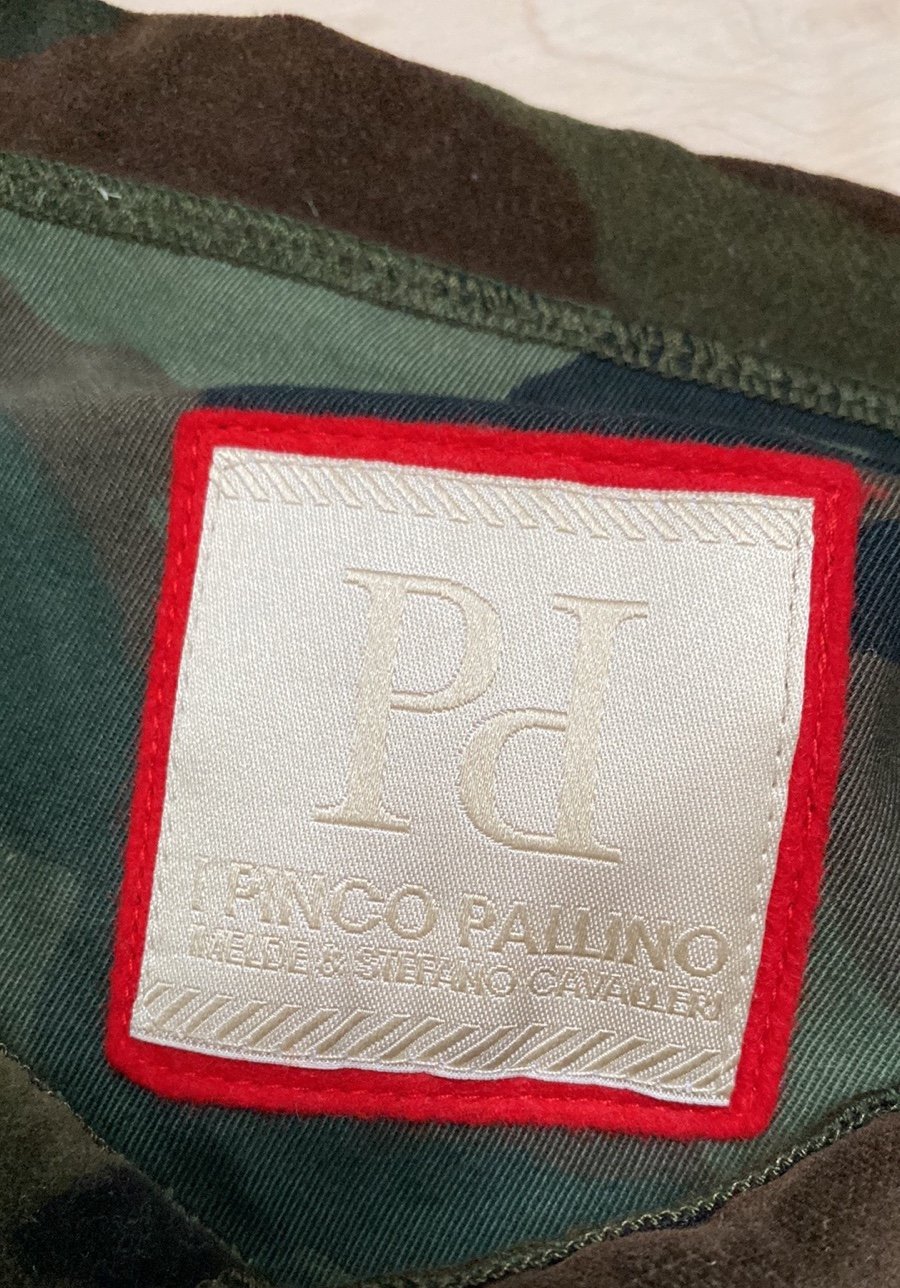 Pd
I PINCO PALLINO
IMELDE & STEFANO CAVALLERI